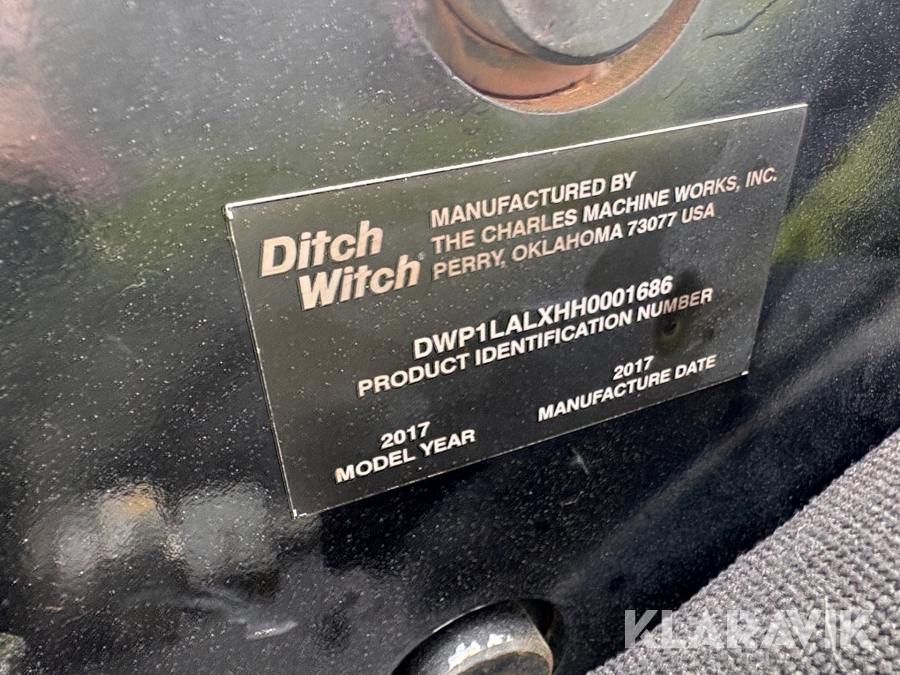 Ditch
Witch®
MANUFACTURED BY
THE CHARLES MACHINE WORKS, INC.
PERRY, OKLAHOMA 73077 USA
DWP1LALXHH0001686
PRODUCT IDENTIFICATION NUMBER
2017
MODEL YEAR
2017
MANUFACTURE DATE
KLARAVIK